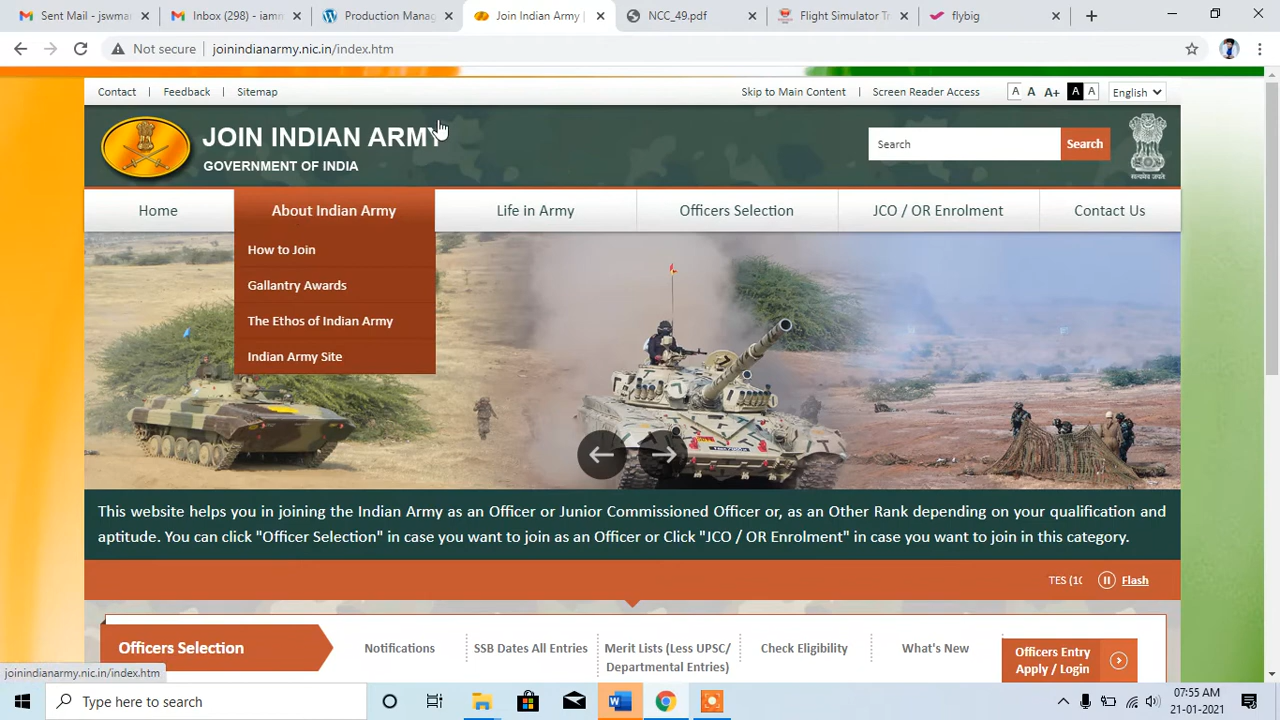 Sent Mail - jswma
Inbox (298) - iamn
Production Manag
Join Indian Army |
NCC_49.pdf
Flight Simulator Tr
flybig
Not secure
joinindianarmy.nic.in/index.htm
Contact
Feedback
Sitemap
Skip to Main Content
Screen Reader Access
A A A+ A A
English
JOIN INDIAN ARMY
GOVERNMENT OF INDIA
Search
Search
सत्यमेव जयते
Home
About Indian Army
Life in Army
Officers Selection
JCO / OR Enrolment
Contact Us
How to Join
Gallantry Awards
The Ethos of Indian Army
Indian Army Site
This website helps you in joining the Indian Army as an Officer or Junior Commissioned Officer or, as an Other Rank depending on your qualification and
aptitude. You can click "Officer Selection" in case you want to join as an Officer or Click "JCO / OR Enrolment" in case you want to join in this category.
TES (10
Flash
Officers Selection
Notifications
SSB Dates All Entries
Merit Lists (Less UPSC/
Departmental Entries)
Check Eligibility
What's New
Officers Entry
Apply / Login
joinindianarmy.nic.in/index.htm
Type here to search
07:55 AM
21-01-2021